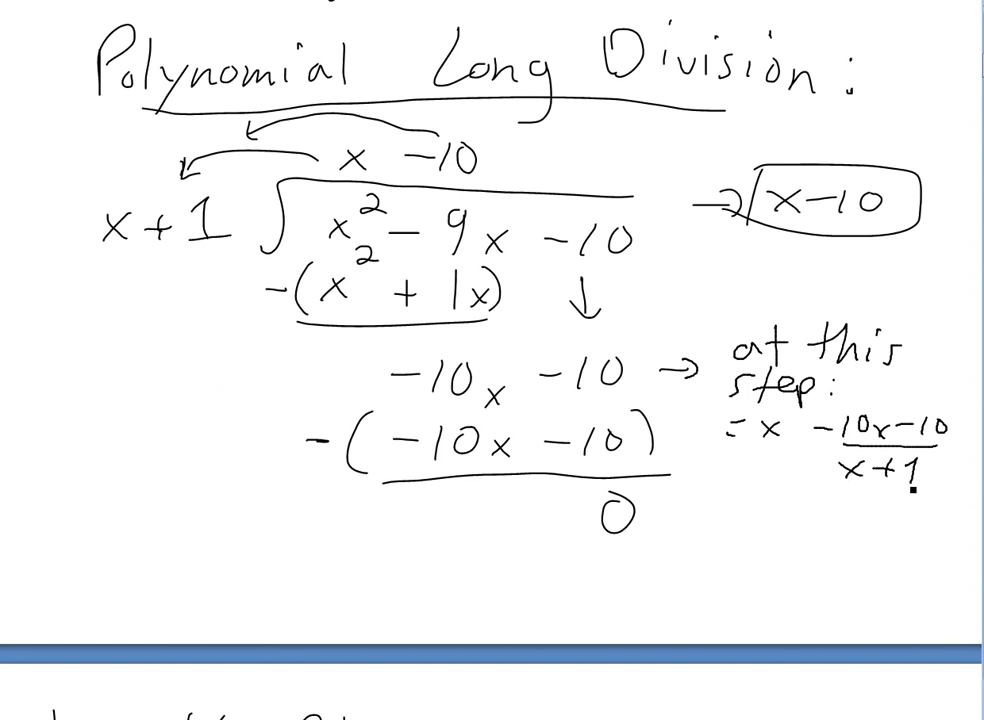 Polynomial Long Division:
x -10
x+1 x² - 9x -10 → x-10
-(x² + 1x) ↓
-10x -10 → at this step:
-(-10x -10) = x -10x-10 / x+1
0